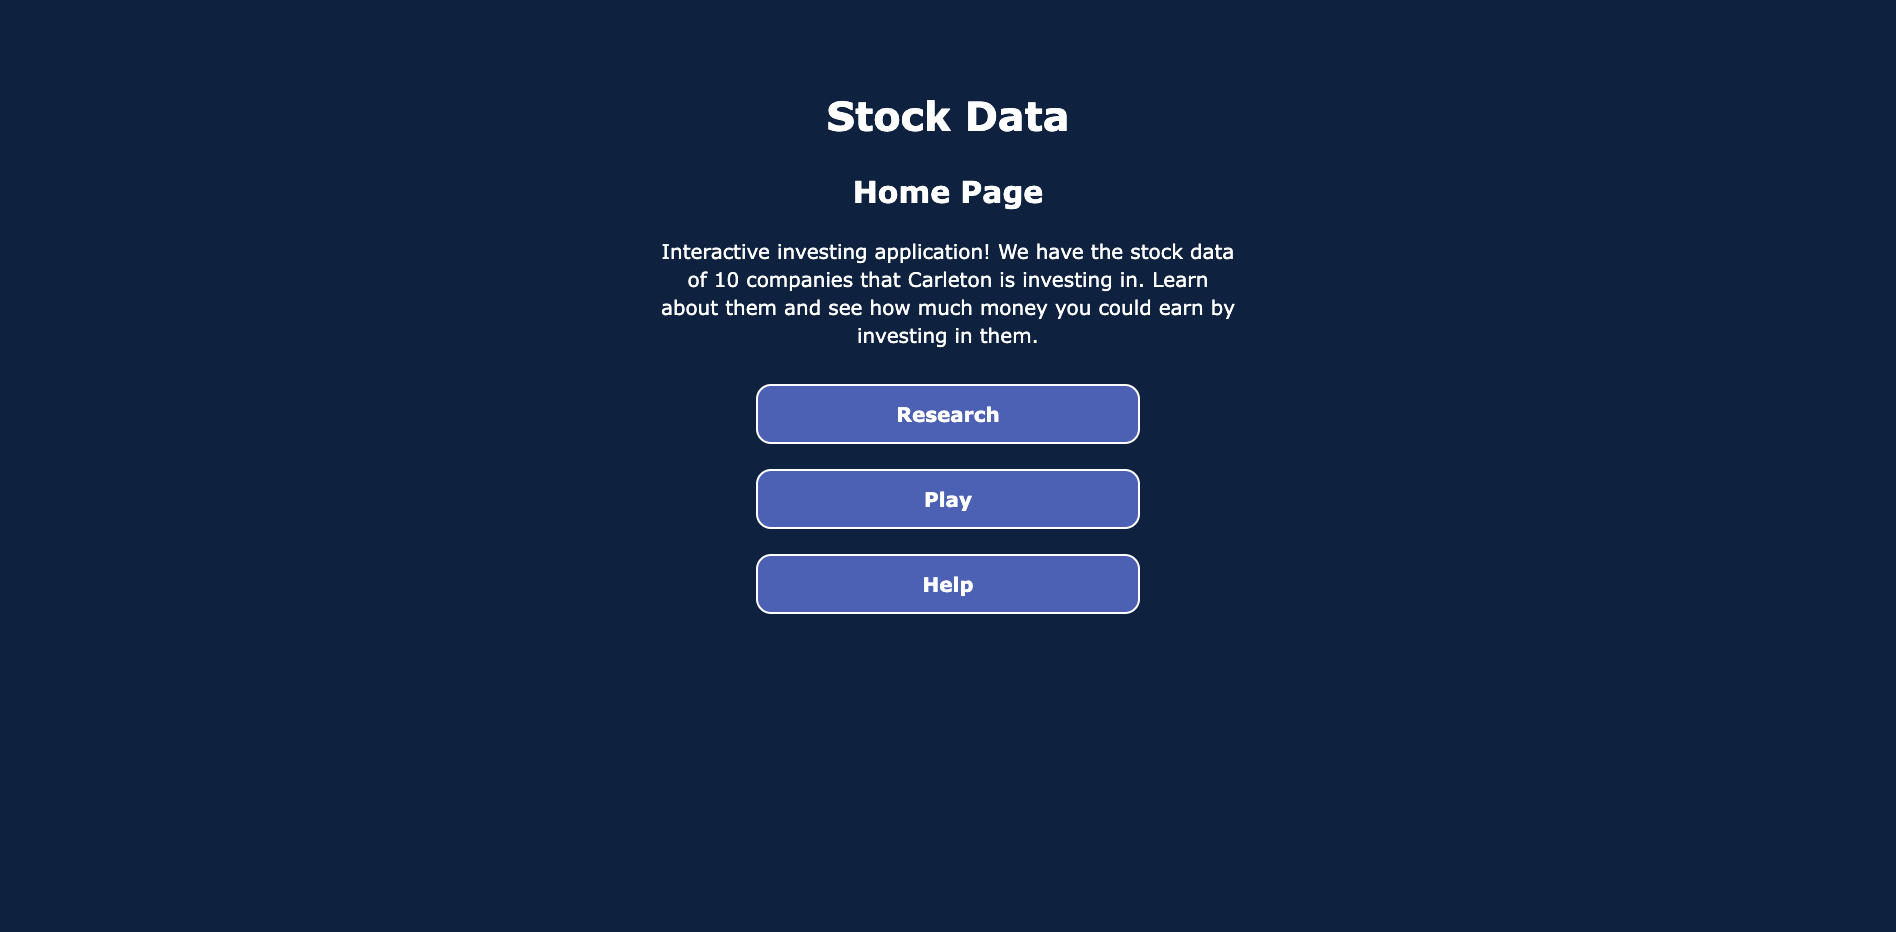 Stock Data
Home Page
Interactive investing application! We have the stock data
of 10 companies that Carleton is investing in. Learn
about them and see how much money you could earn by
investing in them.
Research
Play
Help